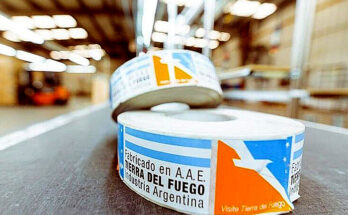 Fabricado en A.A.E.
TIERRA DEL FUEGO
Industria Argentina
Visite Tierra del Fuego